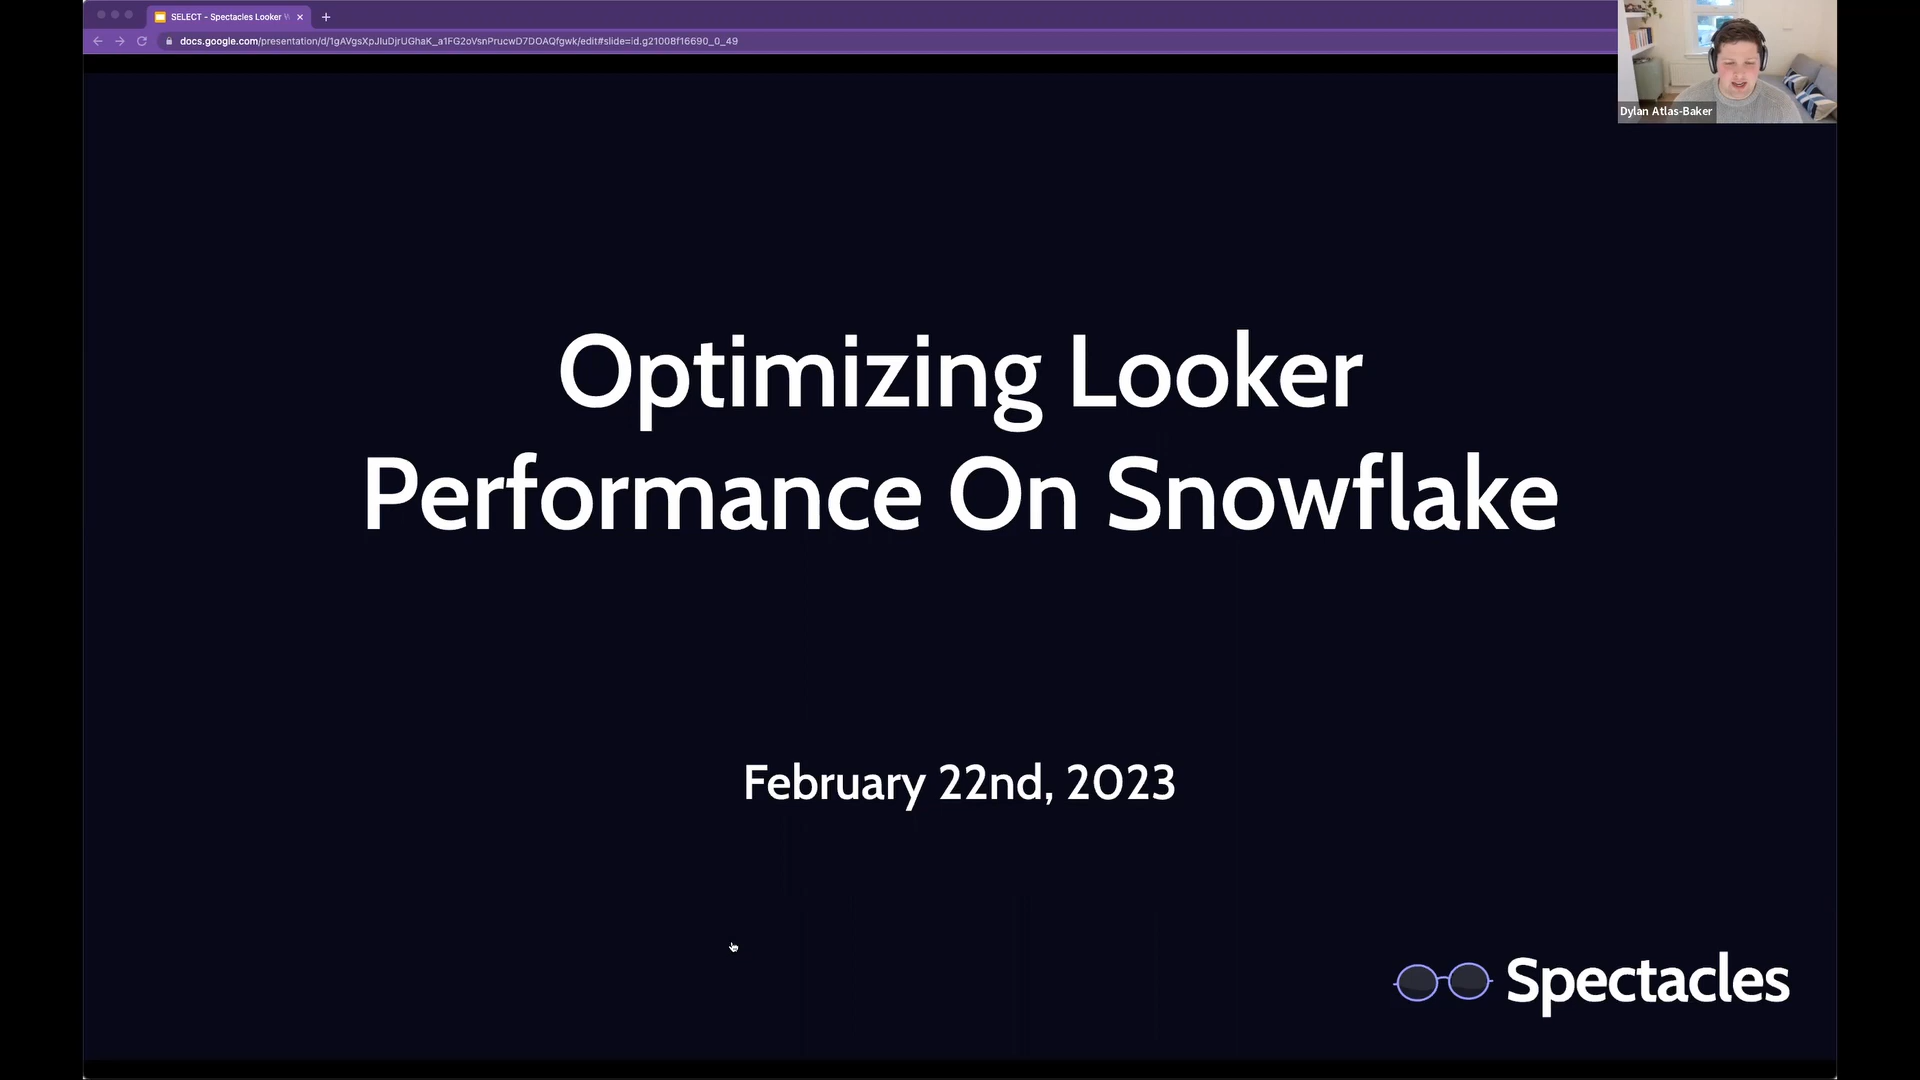 SELECT - Spectacles Looker
docs.google.com/presentation/d/1gAVgsXpJIuDjrUGhaK_a1FG2oVsnPrucwD7DOAQfgwk/edit#slide=id.g21008f16690_0_49
Dylan Atlas-Baker
Optimizing Looker
Performance On Snowflake
February 22nd, 2023
Spectacles